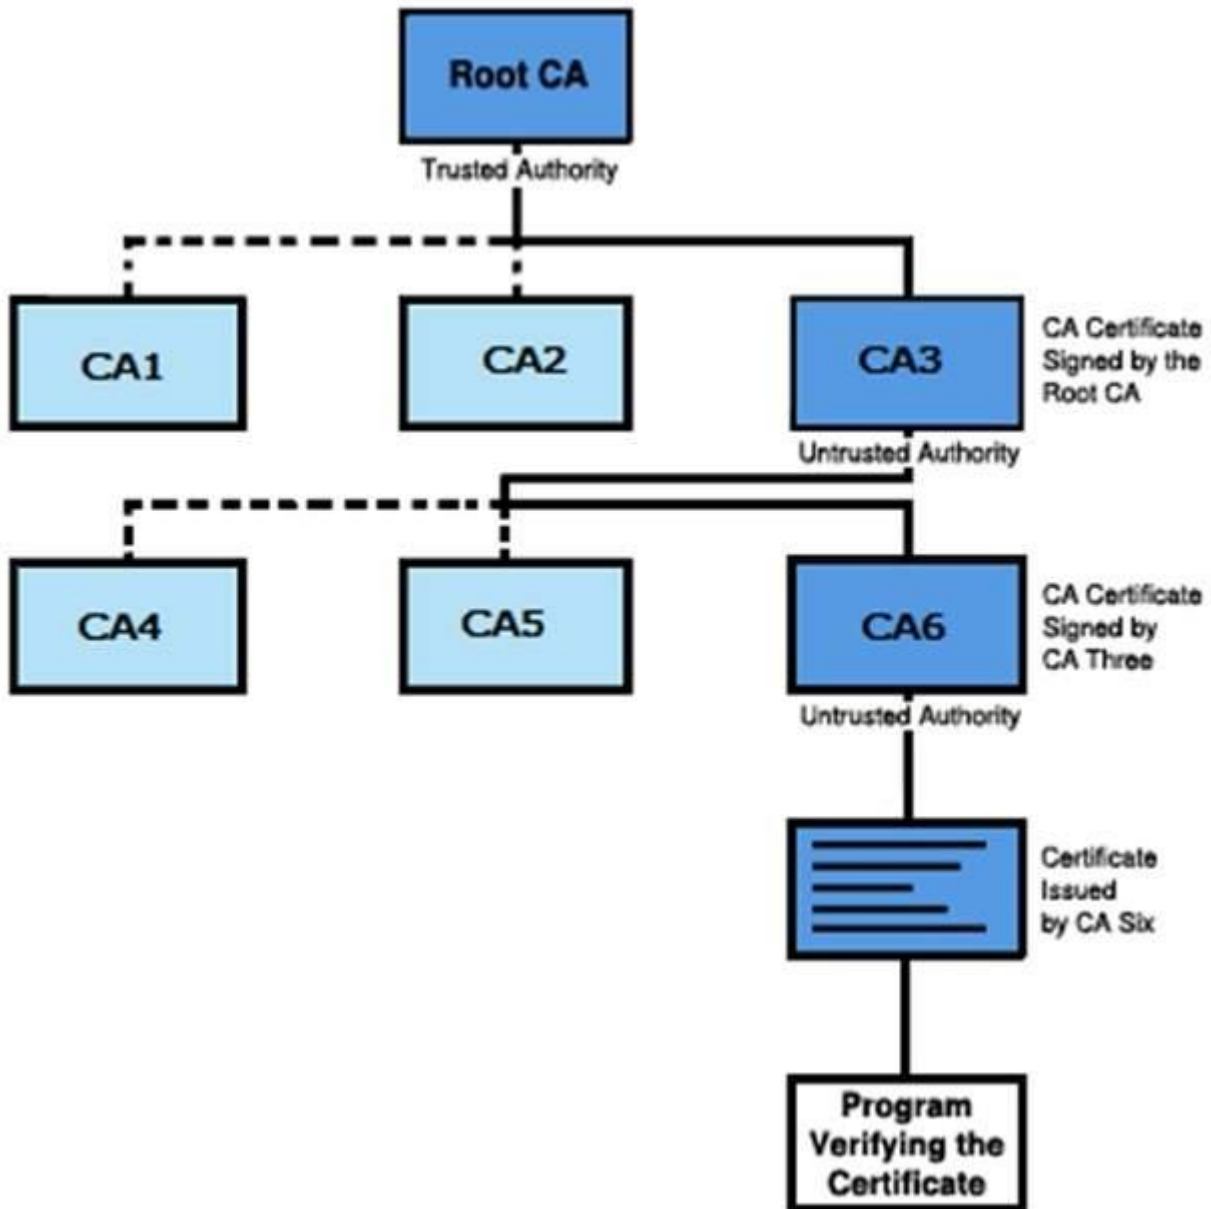 Root CA
Trusted Authority
CA1
CA2
CA3
CA Certificate
Signed by the
Root CA
Untrusted Authority
CA4
CA5
CA6
CA Certificate
Signed by
CA Three
Untrusted Authority
Certificate
Issued
by CA Six
Program
Verifying the
Certificate